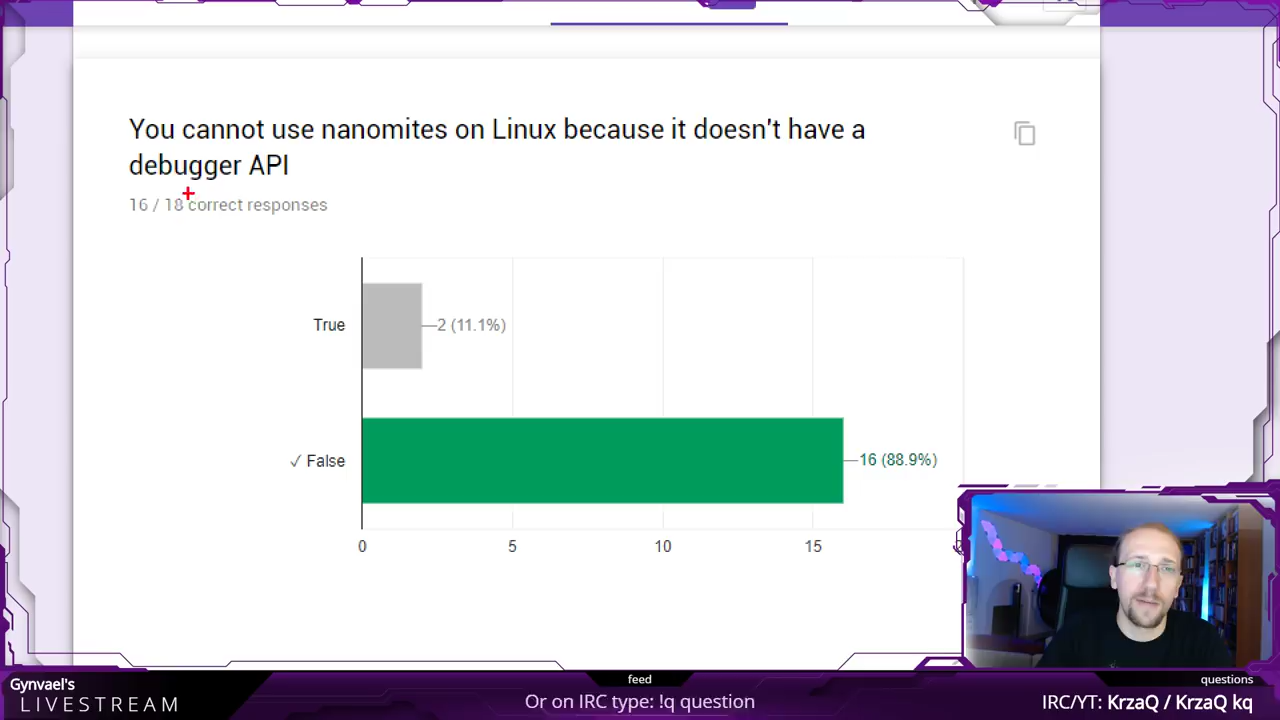 You cannot use nanomites on Linux because it doesn't have a
debugger API
16 / 18 correct responses
True
2 (11.1%)
✓ False
16 (88.9%)
0
5
10
15
Gynvael's
LIVESTREAM
feed
Or on IRC type: !q question
questions
IRC/YT: KrzaQ / KrzaQ kq